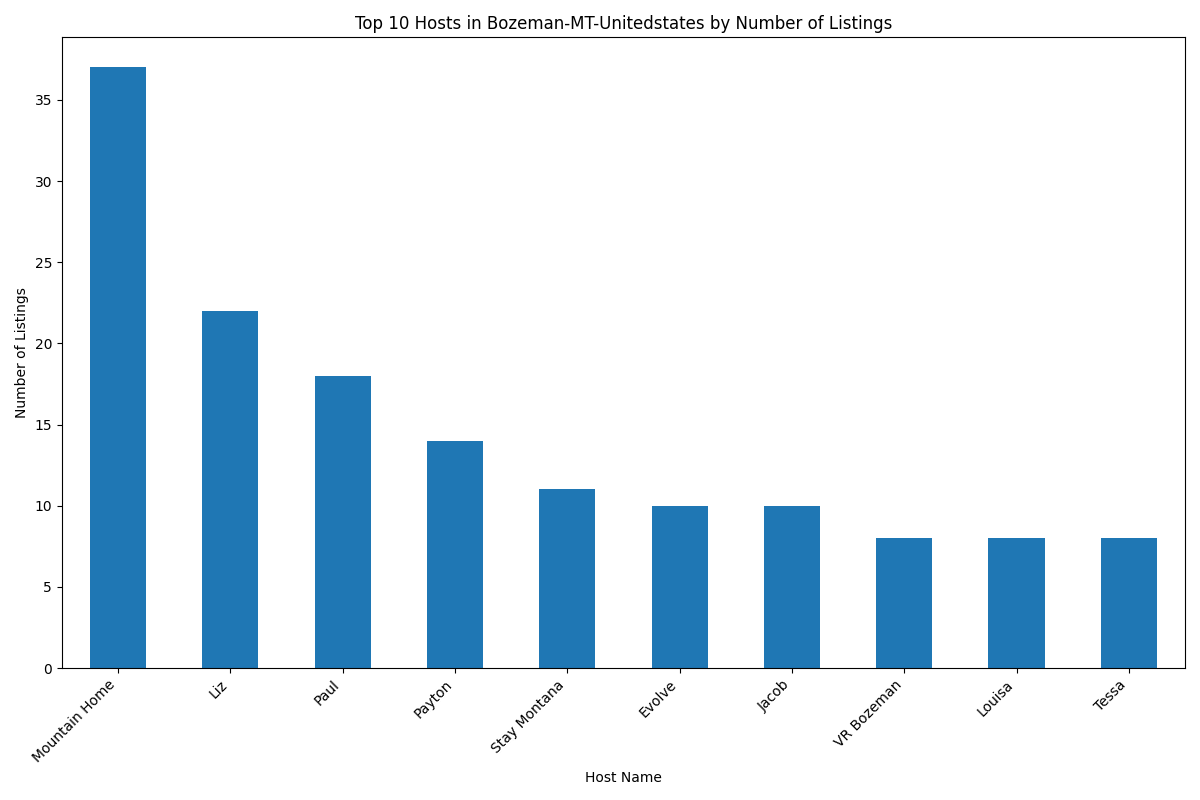 Top 10 Hosts in Bozeman-MT-Unitedstates by Number of Listings
Number of Listings
35
30
25
20
15
10
5
0
Mountain Home
Liz
Paul
Payton
Stay Montana
Evolve
Jacob
VR Bozeman
Louisa
Tessa
Host Name